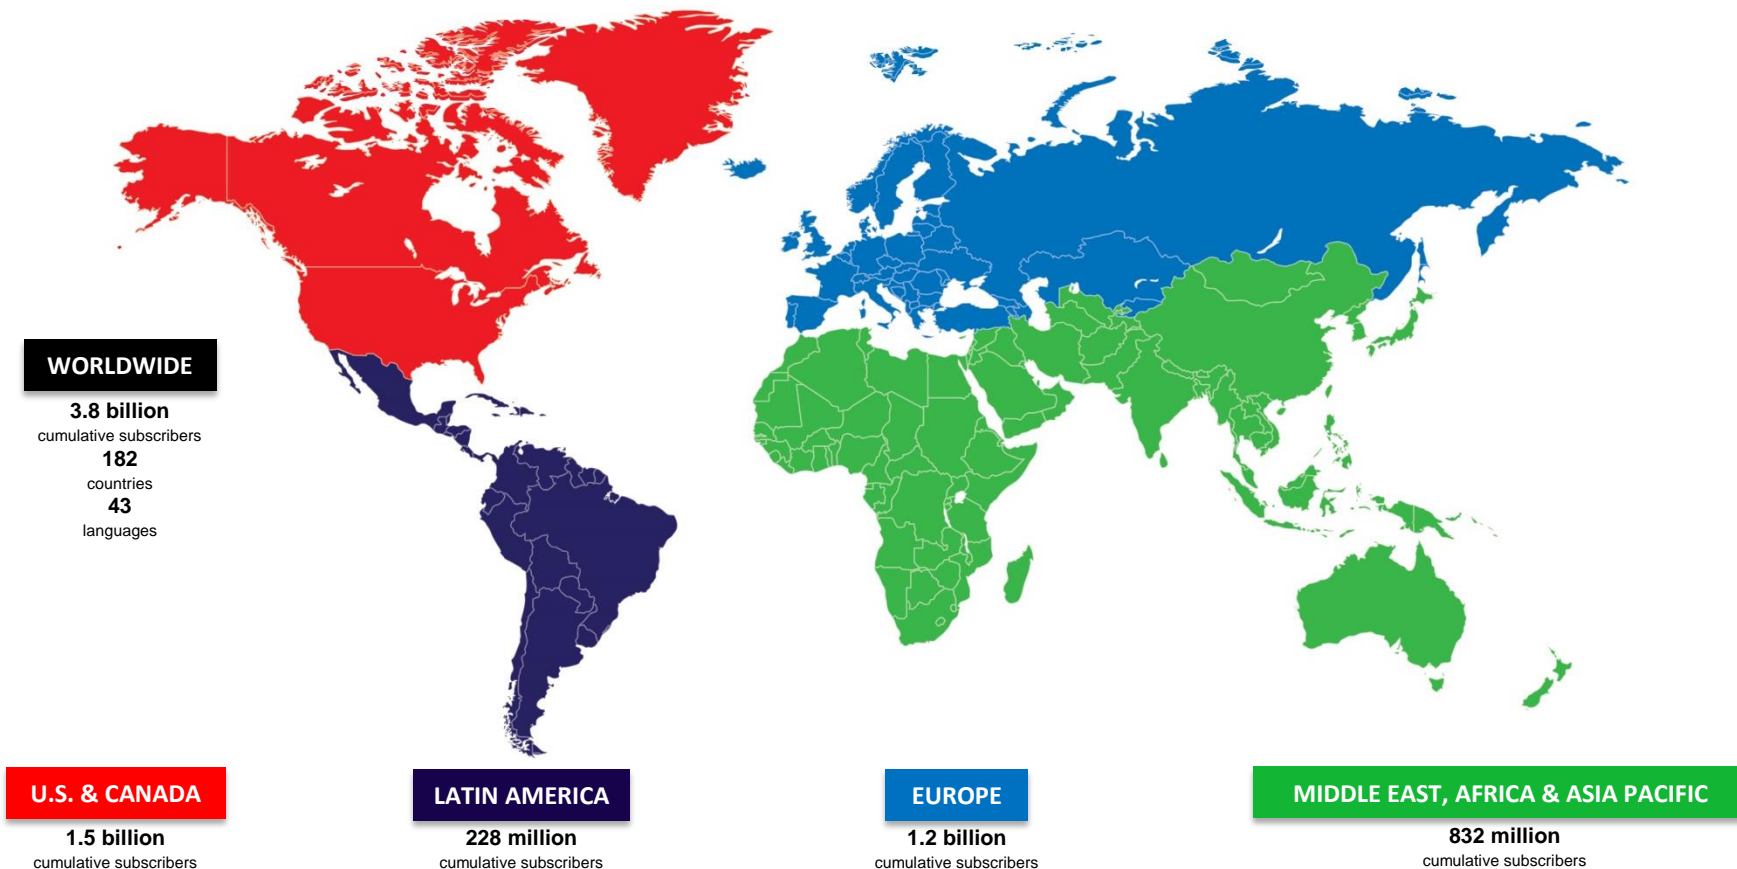 WORLDWIDE
3.8 billion
cumulative subscribers
182
countries
43
languages
U.S. & CANADA
1.5 billion
cumulative subscribers
LATIN AMERICA
228 million
cumulative subscribers
EUROPE
1.2 billion
cumulative subscribers
MIDDLE EAST, AFRICA & ASIA PACIFIC
832 million
cumulative subscribers